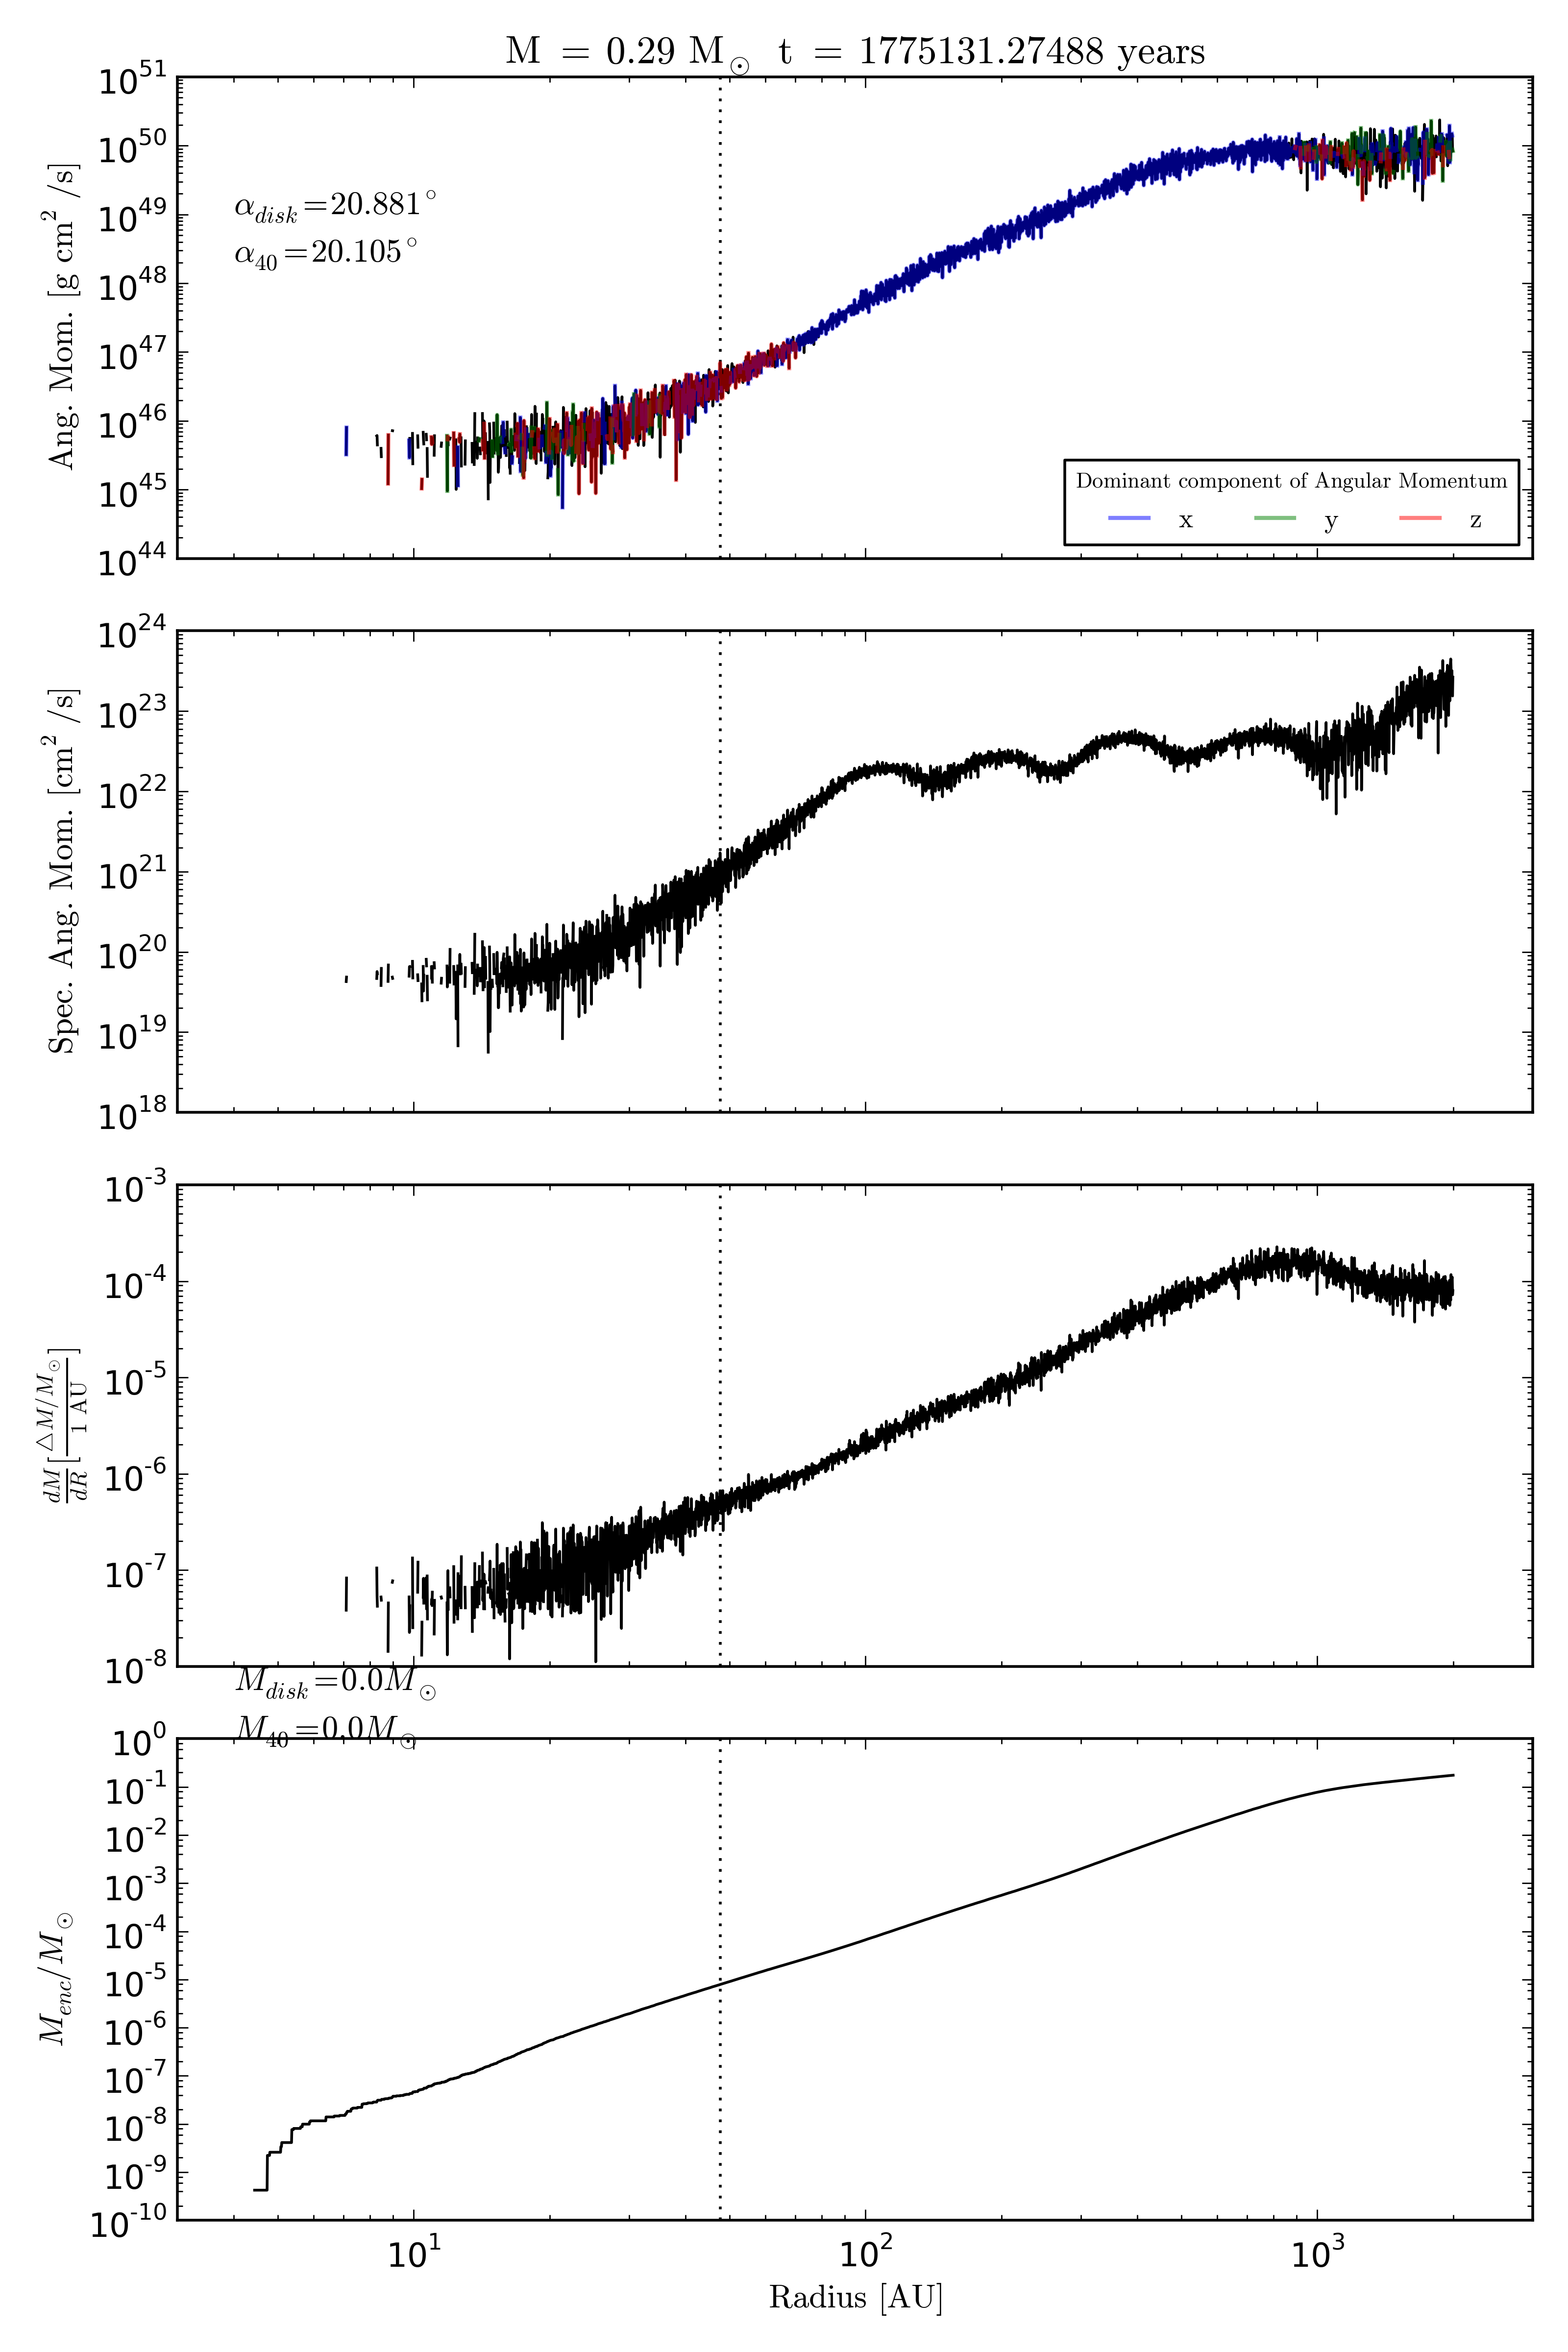 M = 0.29 M⊙ t = 1775131.27488 years
10^51
10^50
10^49
10^48
10^47
10^46
10^45
10^44
Ang. Mom. [g cm^2 /s]
α_disk=20.881°
α_40=20.105°
Dominant component of Angular Momentum
x y z
10^24
10^23
10^22
10^21
10^20
10^19
10^18
Spec. Ang. Mom. [cm^2 /s]
10^-3
10^-4
10^-5
10^-6
10^-7
10^-8
dM/dR [△M/M⊙ / 1 AU]
M_disk=0.0M⊙
M_40=0.0M⊙
10^0
10^-1
10^-2
10^-3
10^-4
10^-5
10^-6
10^-7
10^-8
10^-9
10^-10
M_enc/M⊙
10^1 10^2 10^3
Radius [AU]